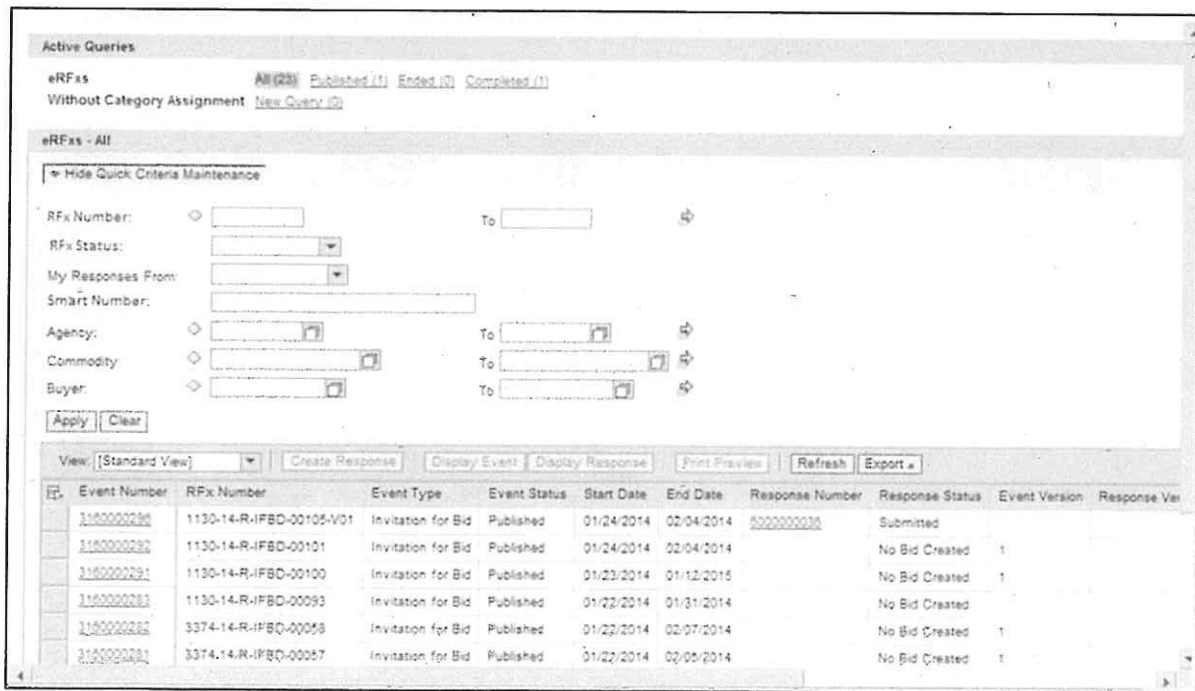 Active Queries
eRFxs All (23) Published (1) Ended (0) Completed (1)
Without Category Assignment New Query (0)
eRFxs - All
Hide Quick Criteria Maintenance
RFx Number: To
RFx Status:
My Responses From:
Smart Number:
Agency: To
Commodity To
Buyer: To
Apply Clear
View: [Standard View] Create Response Display Event Display Response Print Preview Refresh Export
Event Number RFx Number Event Type Event Status Start Date End Date Response Number Response Status Event Version Response Ver
3160000296 1130-14-R-IFBD-00105-V01 Invitation for Bid Published 01/24/2014 02/04/2014 6000000036 Submitted
3160000292 1130-14-R-IFBD-00101 Invitation for Bid Published 01/24/2014 02/04/2014 No Bid Created 1
3160000291 1130-14-R-IFBD-00100 Invitation for Bid Published 01/23/2014 01/12/2015 No Bid Created 1
3160000283 1130-14-R-IFBD-00093 Invitation for Bid Published 01/22/2014 01/31/2014 No Bid Created
3160000282 3374-14-R-IFBD-00058 Invitation for Bid Published 01/22/2014 02/07/2014 No Bid Created 1
3160000281 3374-14-R-IFBD-00057 Invitation for Bid Published 01/22/2014 02/05/2014 No Bid Created 1